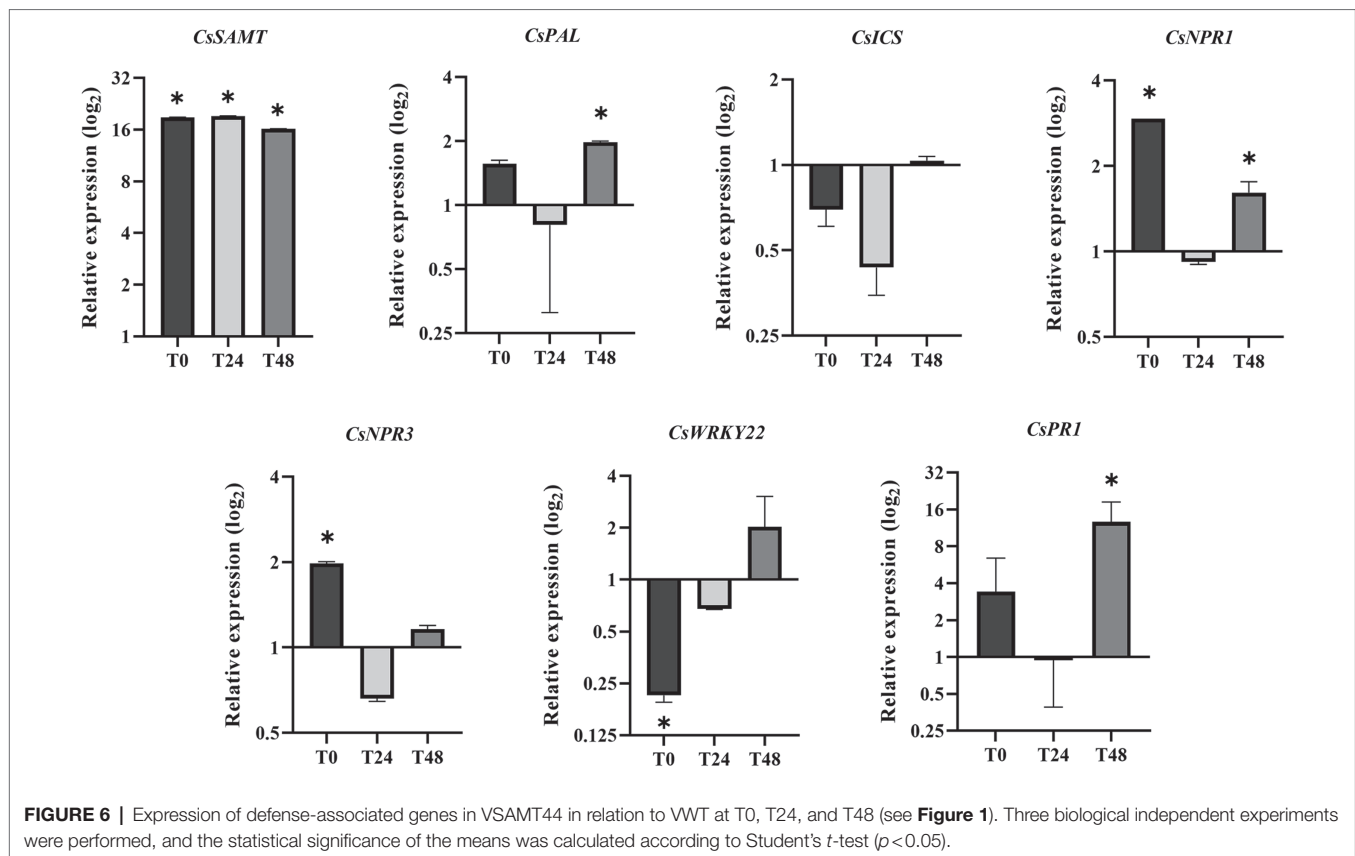 CsSAMT
Relative expression (log2)
32
16
8
4
2
1
*
*
*
T0 T24 T48
CsPAL
Relative expression (log2)
4
2
1
0.5
0.25
*
T0 T24 T48
CsICS
Relative expression (log2)
2
1
0.5
0.25
T0 T24 T48
CsNPR1
Relative expression (log2)
4
2
1
0.5
*
*
T0 T24 T48
CsNPR3
Relative expression (log2)
4
2
1
0.5
*
T0 T24 T48
CsWRKY22
Relative expression (log2)
4
2
1
0.5
0.25
0.125
*
T0 T24 T48
CsPR1
Relative expression (log2)
32
16
8
4
2
1
0.5
0.25
*
T0 T24 T48
FIGURE 6 | Expression of defense-associated genes in VSAMT44 in relation to VWT at T0, T24, and T48 (see Figure 1). Three biological independent experiments
were performed, and the statistical significance of the means was calculated according to Student's t-test (p<0.05).